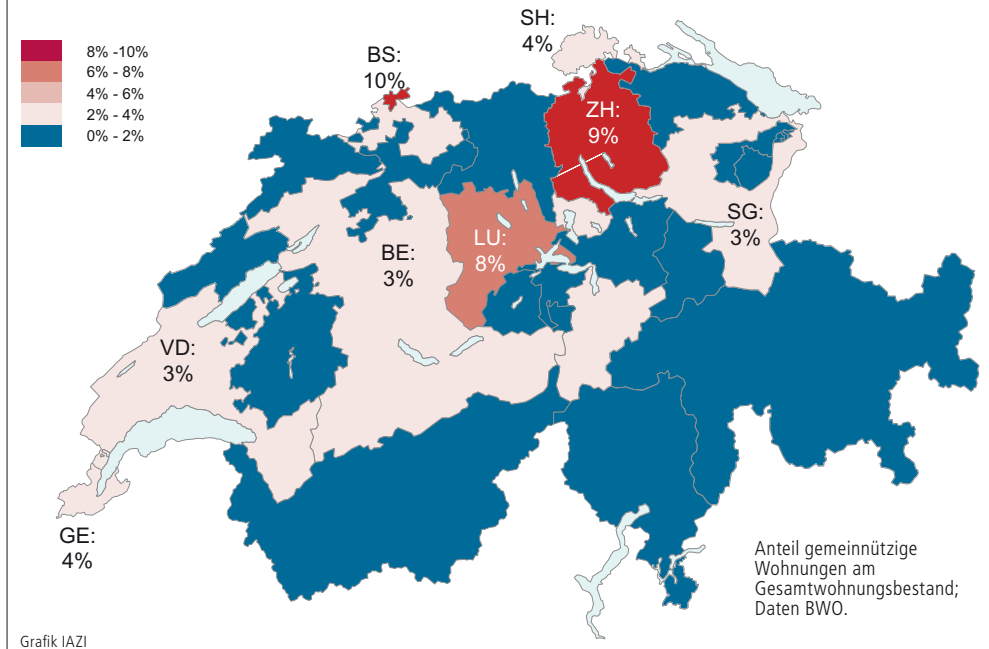 SH:
4%
BS:
10%
8% -10%
6% - 8%
4% - 6%
2% - 4%
0% - 2%
ZH:
9%
SG:
3%
LU:
8%
BE:
3%
VD:
3%
GE:
4%
Anteil gemeinnützige
Wohnungen am
Gesamtwohnungsbestand;
Daten BWO.
Grafik IAZI